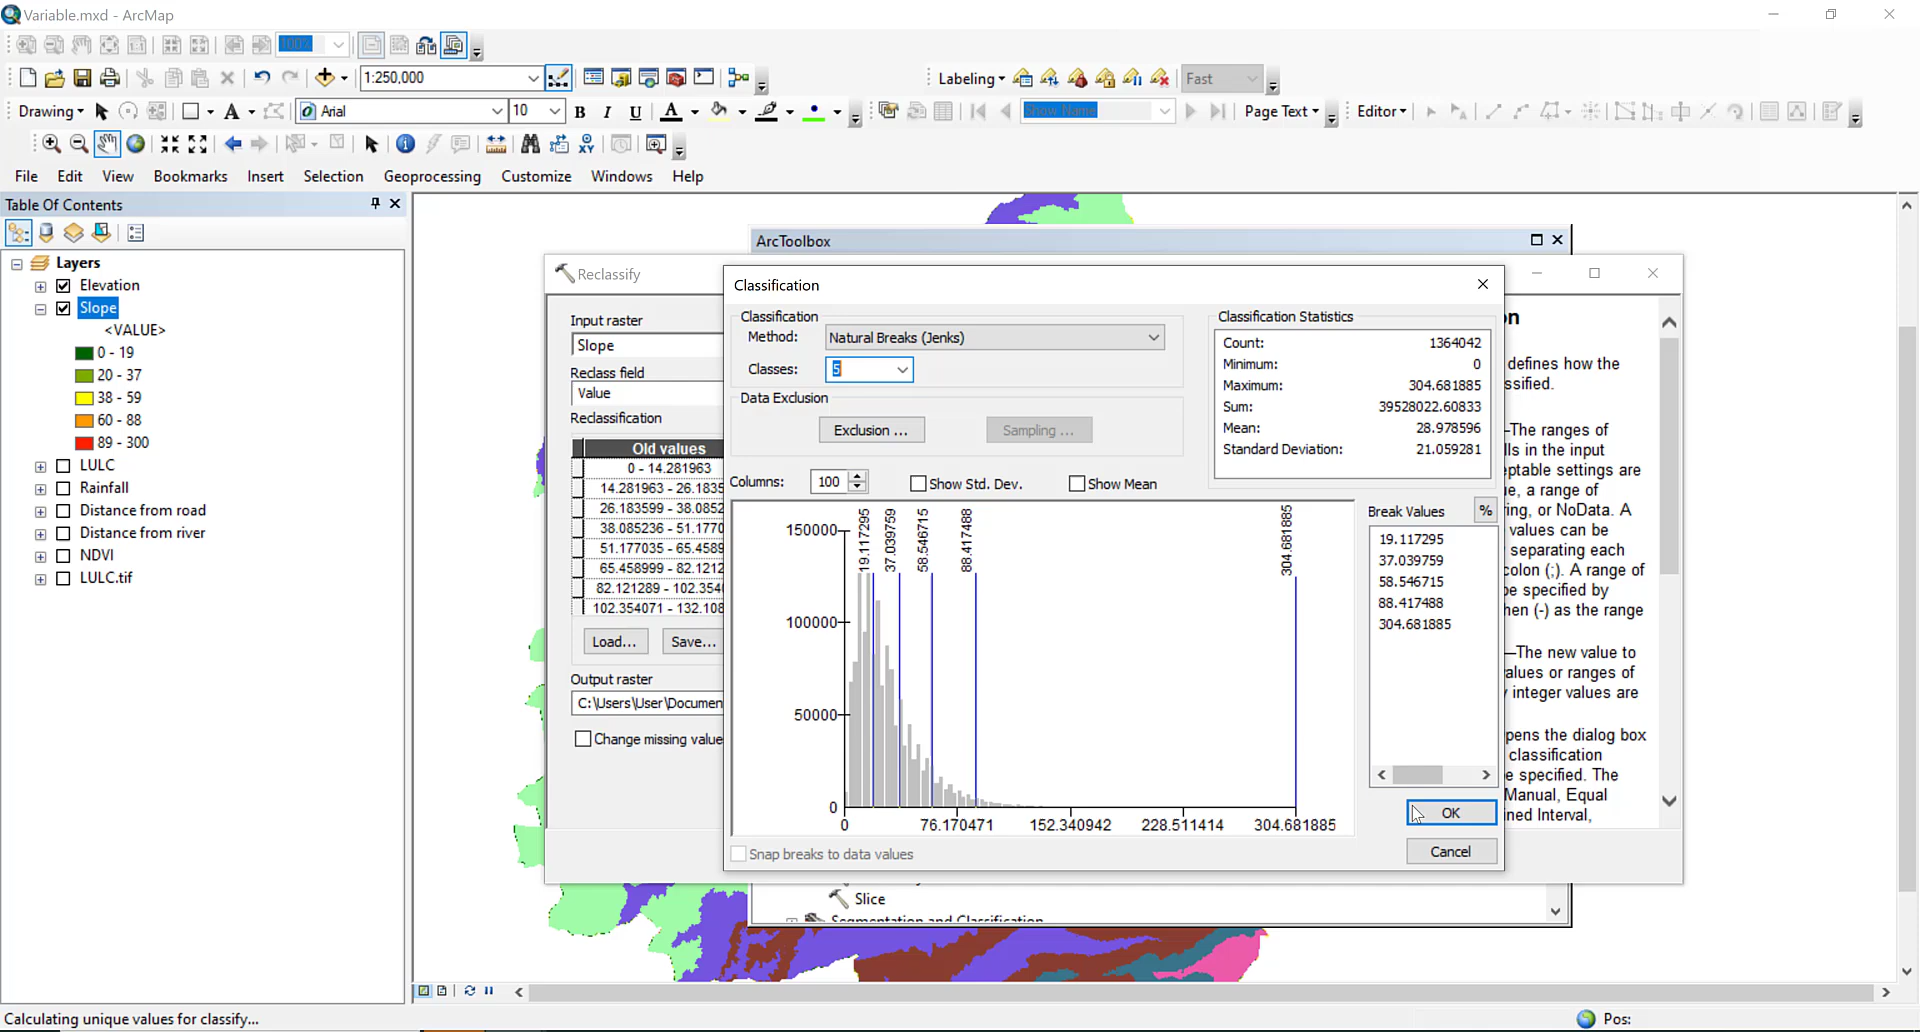 Variable.mxd - ArcMap
100%
1:250,000
Labeling
Fast
Drawing
A
Arial
10
B I U A
Show Name
Page Text
Editor
XY
File Edit View Bookmarks Insert Selection Geoprocessing Customize Windows Help
Table Of Contents
Layers
Elevation
Slope
<VALUE>
0 - 19
20 - 37
38 - 59
60 - 88
89 - 300
LULC
Rainfall
Distance from road
Distance from river
NDVI
LULC.tif
ArcToolbox
Reclassify
Input raster
Slope
Reclass field
Value
Reclassification
Old values
0 - 14.281963
14.281963 - 26.1835
26.183599 - 38.0852
38.085236 - 51.1770
51.177035 - 65.4589
65.458999 - 82.1212
82.121289 - 102.354
102.354071 - 132.108
Load...
Save...
Output raster
C:\Users\User\Documen
Change missing value
Classification
Classification
Method:
Natural Breaks (Jenks)
Classes:
5
Data Exclusion
Exclusion ...
Sampling ...
Columns:
100
Show Std. Dev.
Show Mean
Classification Statistics
Count: 1364042
Minimum: 0
Maximum: 304.681885
Sum: 39528022.60833
Mean: 28.978596
Standard Deviation: 21.059281
Break Values
%
19.117295
37.039759
58.546715
88.417488
304.681885
19.117295
37.039759
58.546715
88.417488
304.681885
150000
100000
50000
0
0 76.170471 152.340942 228.511414 304.681885
Snap breaks to data values
OK
Cancel
n
defines how the
ssified.
—The ranges of
lls in the input
eptable settings are
e, a range of
ring, or NoData. A
values can be
separating each
colon (;). A range of
be specified by
hen (-) as the range
—The new value to
alues or ranges of
y integer values are
pens the dialog box
classification
e specified. The
Manual, Equal
ned Interval,
Slice
Segmentation and Classification
Calculating unique values for classify...
Pos: